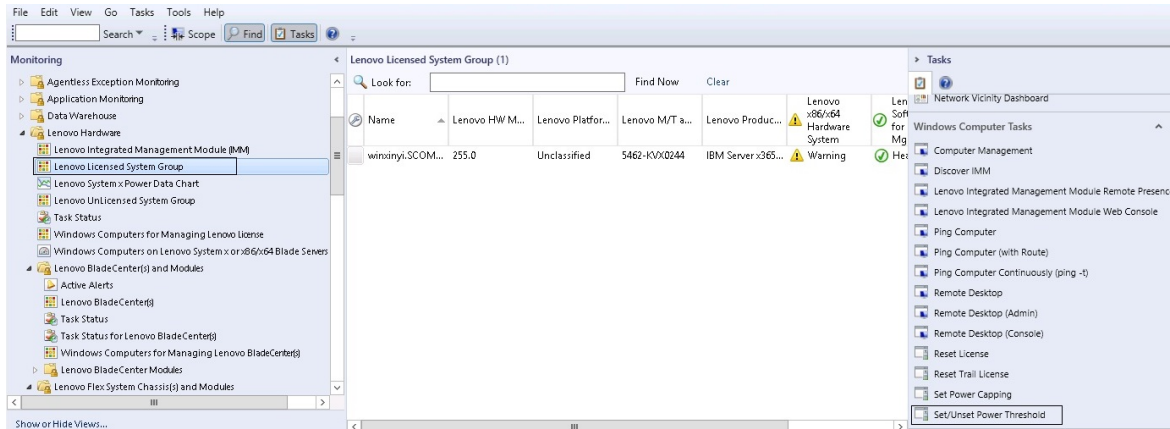 File Edit View Go Tasks Tools Help
Search Scope Find Tasks
Monitoring
Agentless Exception Monitoring
Application Monitoring
Data Warehouse
Lenovo Hardware
Lenovo Integrated Management Module (IMM)
Lenovo Licensed System Group
Lenovo System x Power Data Chart
Lenovo UnLicensed System Group
Task Status
Windows Computers for Managing Lenovo License
Windows Computers on Lenovo System x or x86/x64 Blade Servers
Lenovo BladeCenter(s) and Modules
Active Alerts
Lenovo BladeCenter(s)
Task Status
Task Status for Lenovo BladeCenter(s)
Windows Computers for Managing Lenovo BladeCenter(s)
Lenovo BladeCenter Modules
Lenovo Flex System Chassis(s) and Modules
Show or Hide Views...
Lenovo Licensed System Group (1)
Look for: Find Now Clear
Name Lenovo HW M... Lenovo Platfor... Lenovo M/T a... Lenovo Produc...
Lenovo
x86/x64
Hardware
System
Len
Soft
for
Mg
winxinyi.SCOM... 255.0 Unclassified 5462-KVX0244 IBM Server x365... Warning Hea
Tasks
Network Vicinity Dashboard
Windows Computer Tasks
Computer Management
Discover IMM
Lenovo Integrated Management Module Remote Presenc
Lenovo Integrated Management Module Web Console
Ping Computer
Ping Computer (with Route)
Ping Computer Continuously (ping -t)
Remote Desktop
Remote Desktop (Admin)
Remote Desktop (Console)
Reset License
Reset Trail License
Set Power Capping
Set/Unset Power Threshold